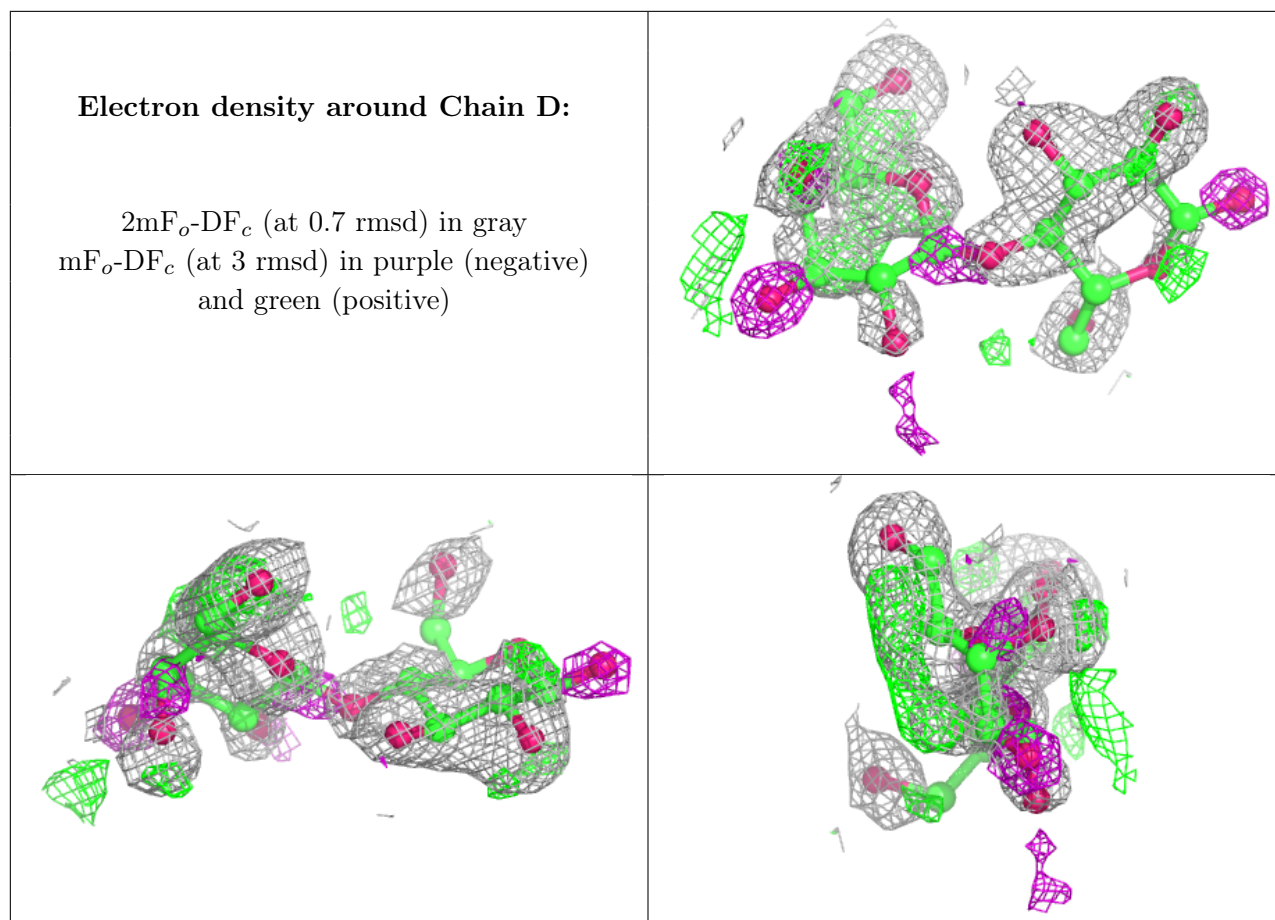 Electron density around Chain D:
2mFo-DFc (at 0.7 rmsd) in gray
mFo-DFc (at 3 rmsd) in purple (negative)
and green (positive)